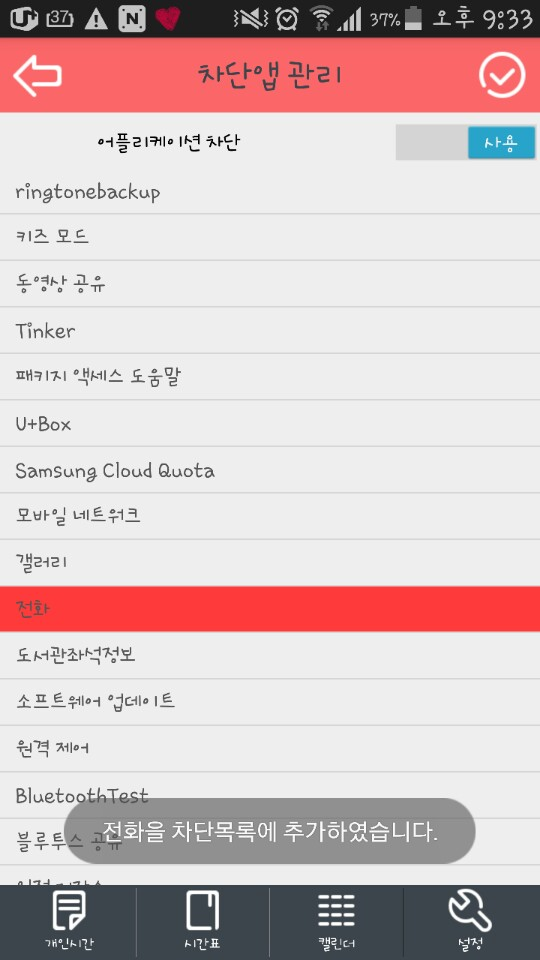 U+ 37 N 37% 오후 9:33
차단앱 관리
어플리케이션 차단 사용
ringtonebackup
키즈 모드
동영상 공유
Tinker
패키지 액세스 도움말
U+Box
Samsung Cloud Quota
모바일 네트워크
갤러리
전화
도서관좌석정보
소프트웨어 업데이트
원격 제어
BluetoothTest
전화을 차단목록에 추가하였습니다.
블루투스 공유
개인시간 시간표 캘린더 설정